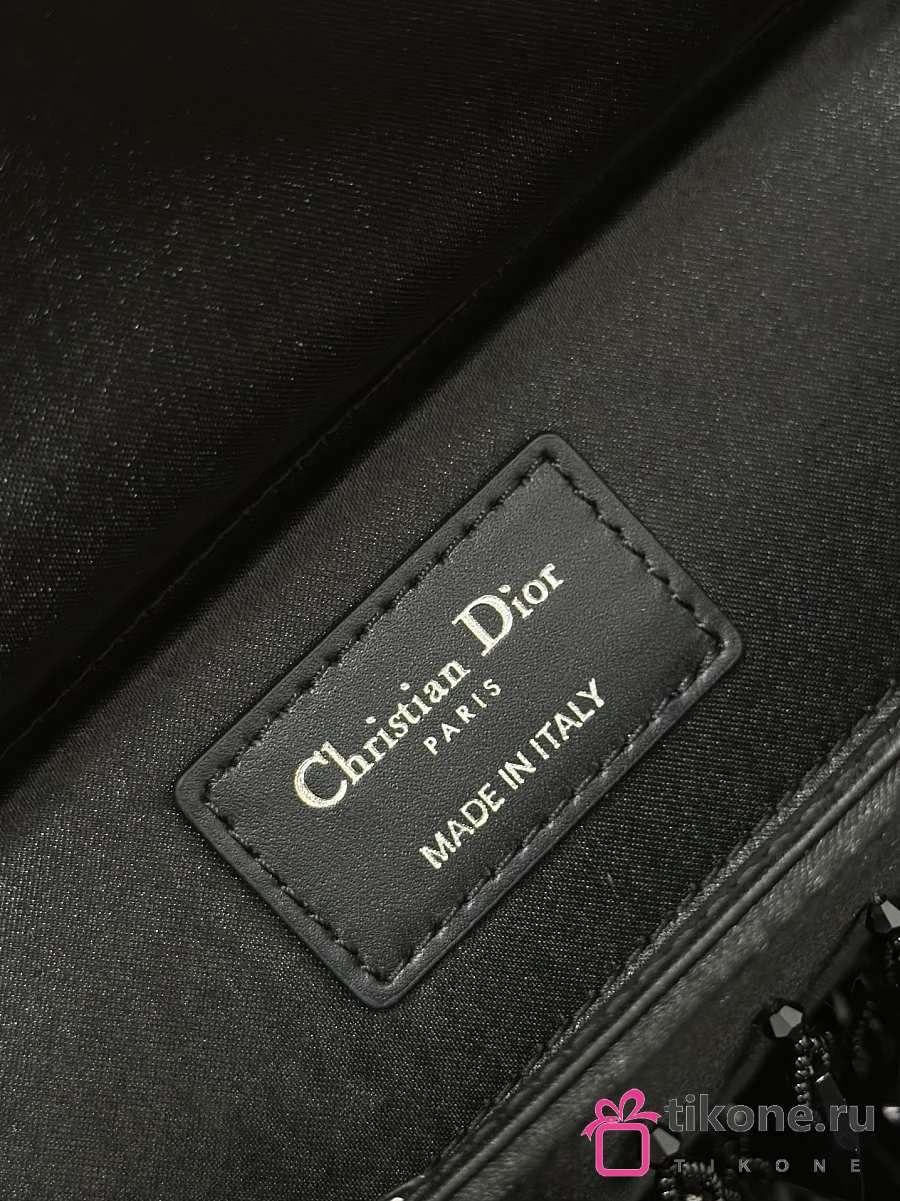 Christian Dior
PARIS
MADE IN ITALY
tikone.ru
TIKONE